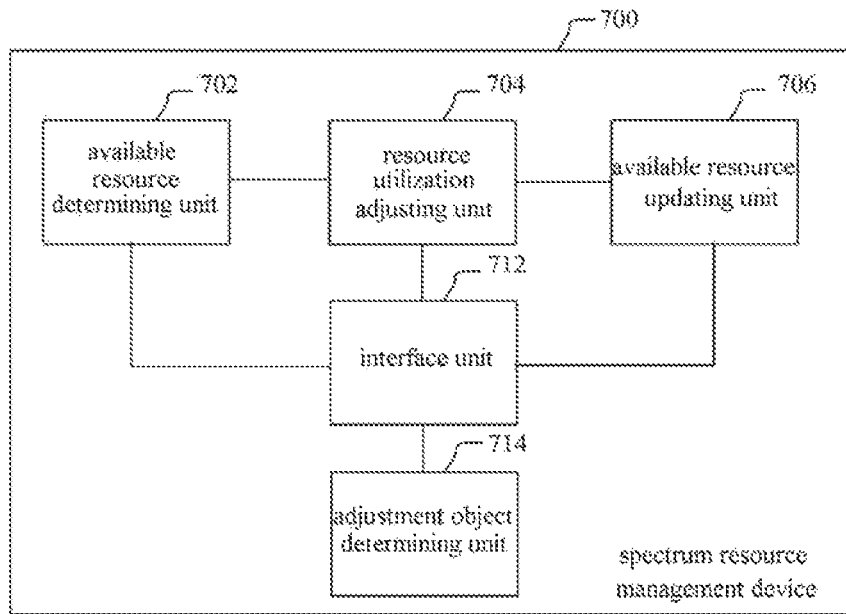 700
702
704
706
available
resource
determining unit
resource
utilization
adjusting unit
available resource
updating unit
712
interface unit
714
adjustment object
determining unit
spectrum resource
management device